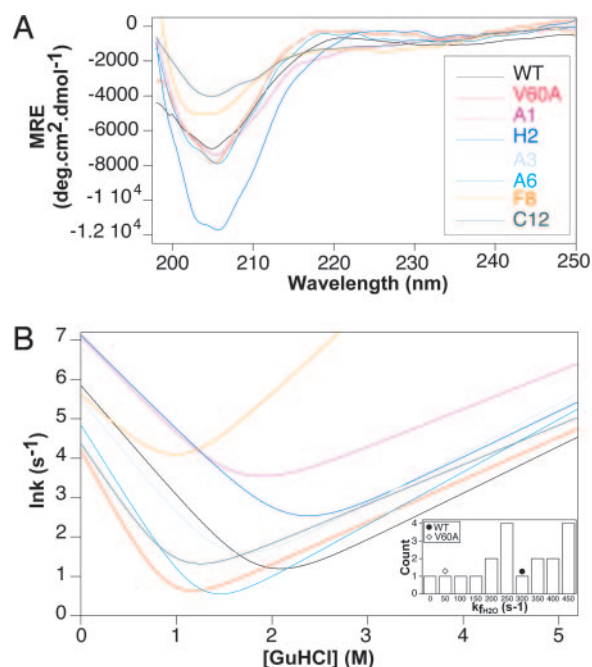 A
0
-2000
-4000
-6000
-8000
-1 10⁴
-1.2 10⁴
MRE
(deg.cm².dmol-1)
WT
V60A
A1
H2
A3
A6
F8
C12
200 210 220 230 240 250
Wavelength (nm)
B
7
6
5
4
3
2
1
0
lnk (s⁻¹)
WT
V60A
4
2
0
Count
0 50 100 150 200 250 300 350 400 450
kfH2O (s-1)
0 1 2 3 4 5
[GuHCl] (M)